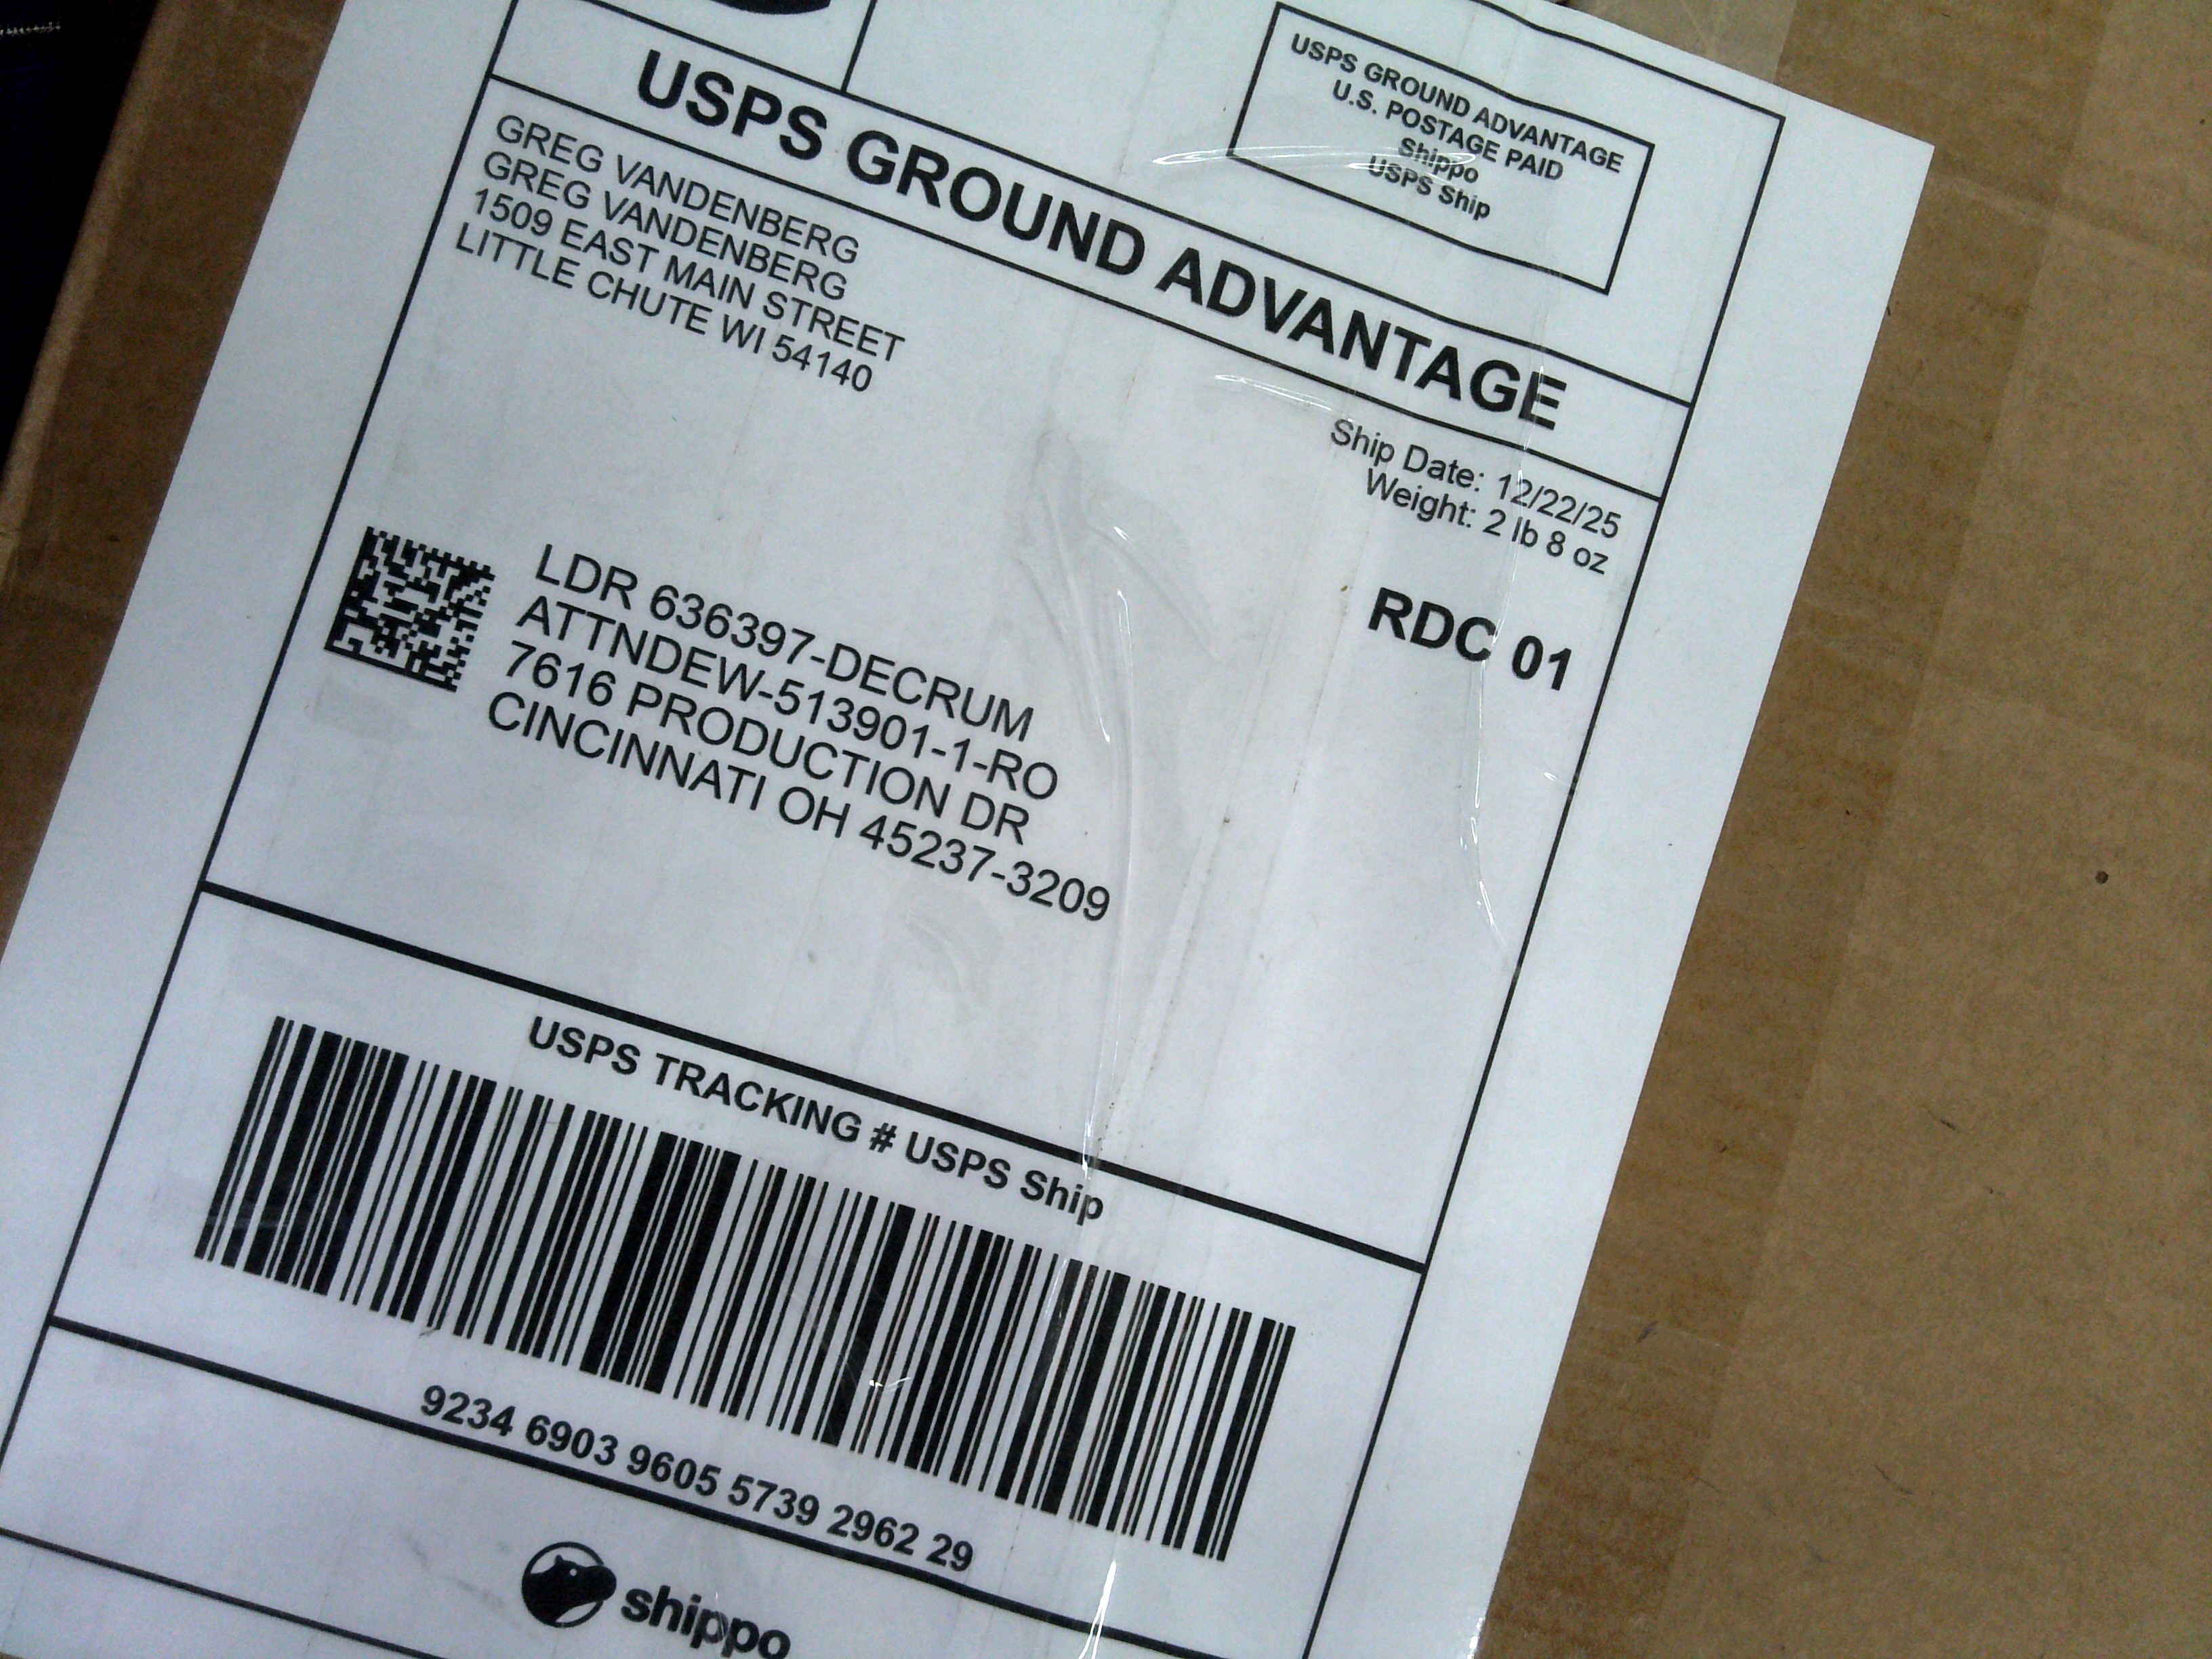 USPS GROUND ADVANTAGE
U.S. POSTAGE PAID
Shippo
USPS Ship
USPS GROUND ADVANTAGE
GREG VANDENBERG
GREG VANDENBERG
1509 EAST MAIN STREET
LITTLE CHUTE WI 54140
Ship Date: 12/22/25
Weight: 2 lb 8 oz
RDC 01
LDR 636397-DECRUM
ATTNDEW-513901-1-RO
7616 PRODUCTION DR
CINCINNATI OH 45237-3209
USPS TRACKING # USPS Ship
9234 6903 9605 5739 2962 29
shippo